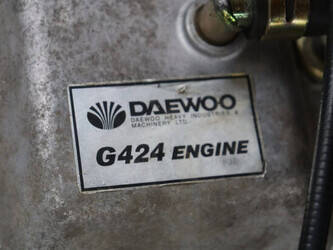 DAEWOO
DAEWOO HEAVY INDUSTRIES &
MACHINERY LTD.
G424 ENGINE